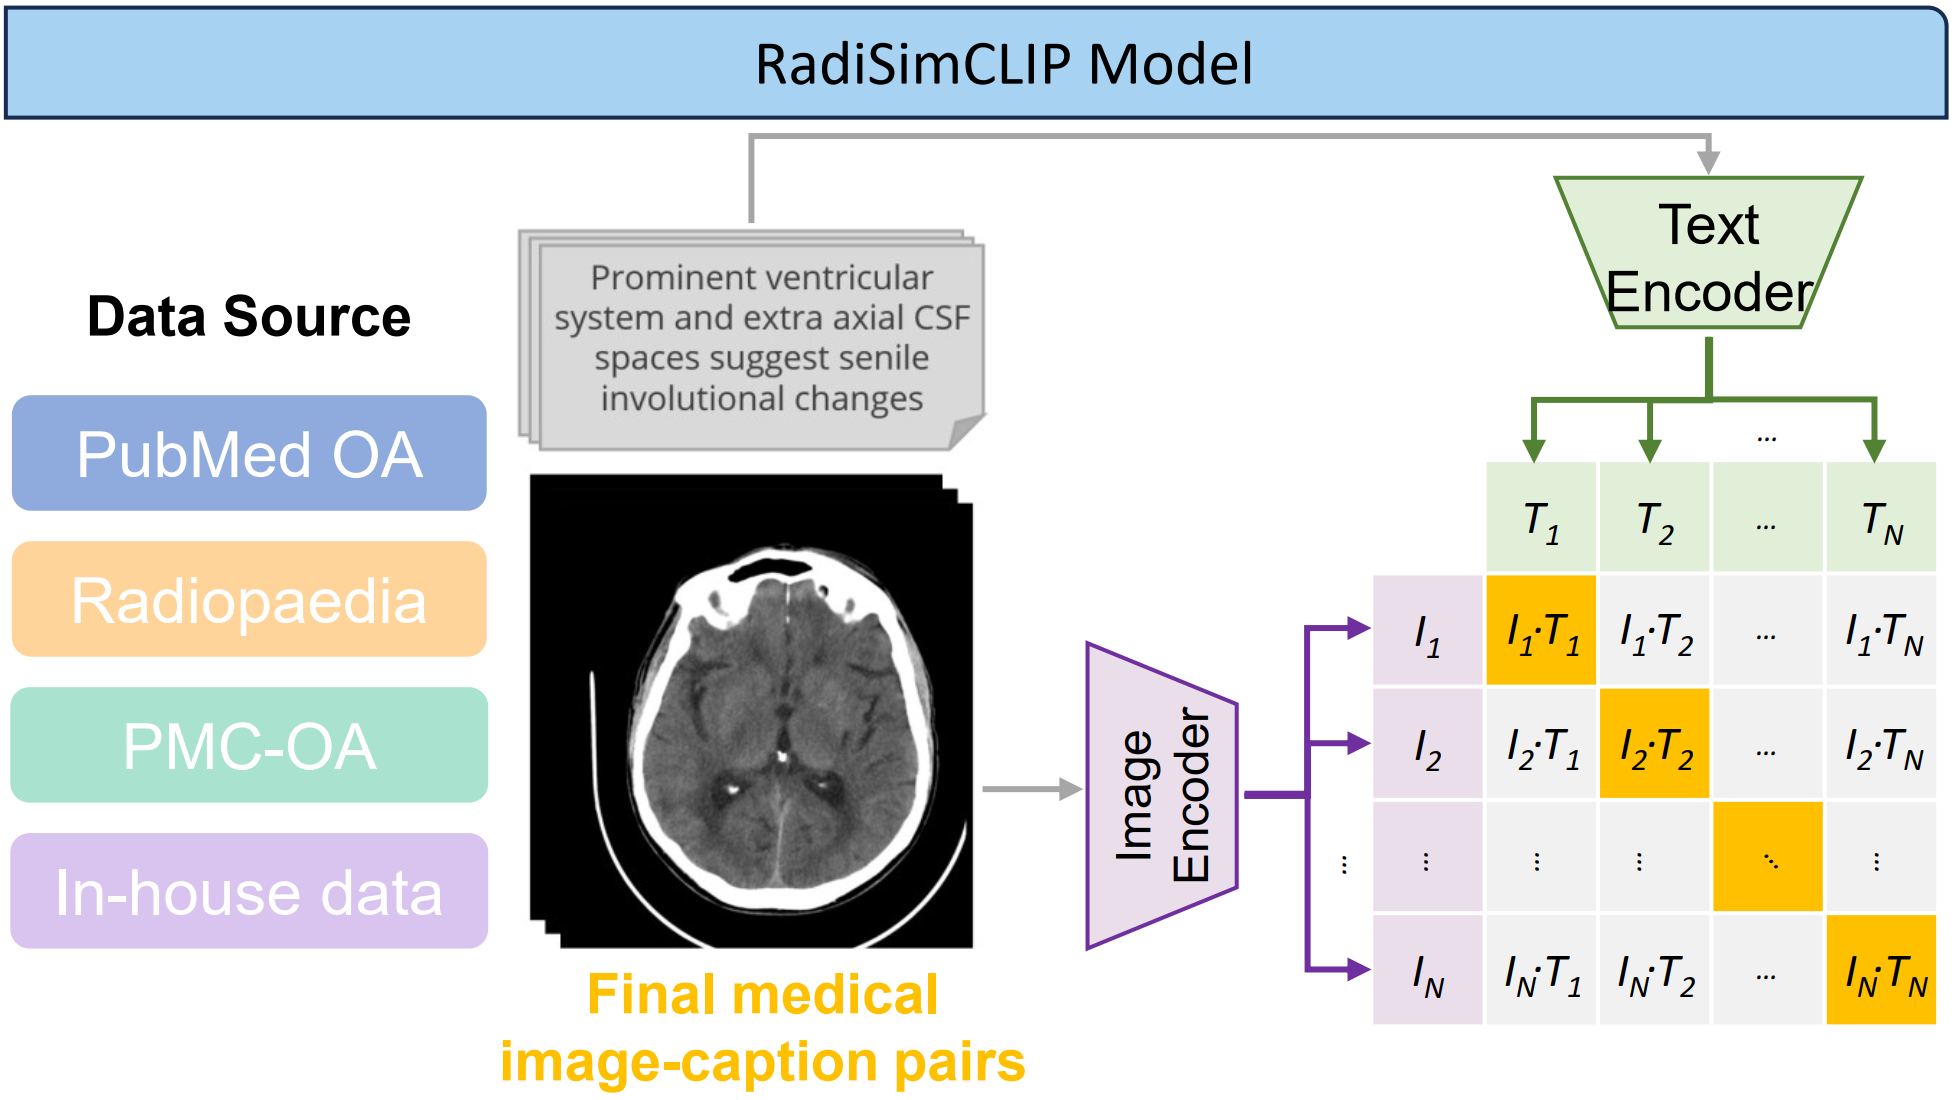 RadiSimCLIP Model
Data Source
PubMed OA
Radiopaedia
PMC-OA
In-house data
Prominent ventricular
system and extra axial CSF
spaces suggest senile
involutional changes
Final medical
image-caption pairs
Image
Encoder
Text
Encoder
...
T1 T2 ... TN
I1 I1·T1 I1·T2 ... I1·TN
I2 I2·T1 I2·T2 ... I2·TN
⋮ ⋮ ⋮ ⋮ ⋱ ⋮
IN IN·T1 IN·T2 ... IN·TN